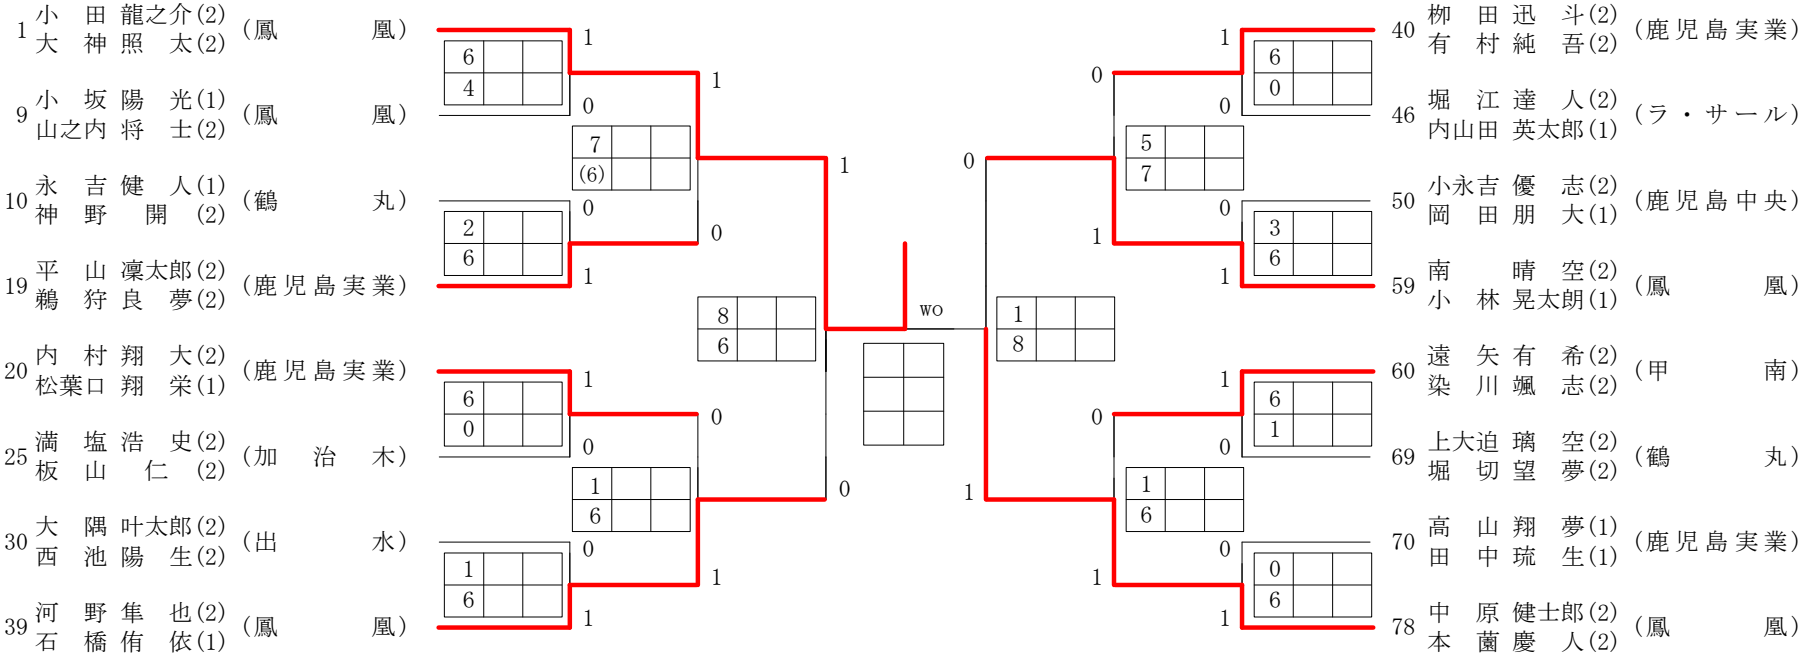 1 小 田 龍之介(2) (鳳 凰)
大 神 照 太(2)
9 小 坂 陽 光(1) (鳳 凰)
山之内 将 士(2)
10 永 吉 健 人(1) (鶴 丸)
神 野 開 (2)
19 平 山 凜太郎(2) (鹿児島実業)
鵜 狩 良 夢(2)
20 内 村 翔 大(2) (鹿児島実業)
松葉口 翔 栄(1)
25 満 塩 浩 史(2) (加 治 木)
板 山 仁 (2)
30 大 隅 叶太郎(2) (出 水)
西 池 陽 生(2)
39 河 野 隼 也(2) (鳳 凰)
石 橋 侑 依(1)
1
6
4
0
0
2
6
1
1
6
0
0
0
1
6
1
1
7
(6)
0
0
1
6
1
1
8
6
0
wo
0
1
8
1
0
5
7
1
0
1
6
1
1
6
0
0
0
3
6
1
1
6
1
0
0
0
6
1
40 栁 田 迅 斗(2) (鹿児島実業)
有 村 純 吾(2)
46 堀 江 達 人(2) (ラ・サール)
内山田 英太郎(1)
50 小永吉 優 志(2) (鹿児島中央)
岡 田 朋 大(1)
59 南 晴 空(2) (鳳 凰)
小 林 晃太朗(1)
60 遠 矢 有 希(2) (甲 南)
染 川 颯 志(2)
69 上大迫 璃 空(2) (鶴 丸)
堀 切 望 夢(2)
70 高 山 翔 夢(1) (鹿児島実業)
田 中 琉 生(1)
78 中 原 健士郎(2) (鳳 凰)
本 薗 慶 人(2)